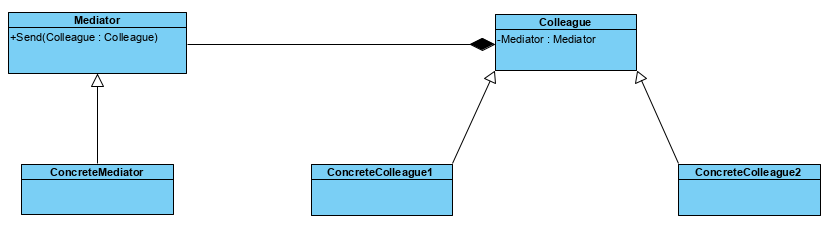 Mediator
+Send(Colleague : Colleague)
Colleague
-Mediator : Mediator
ConcreteMediator
ConcreteColleague1
ConcreteColleague2